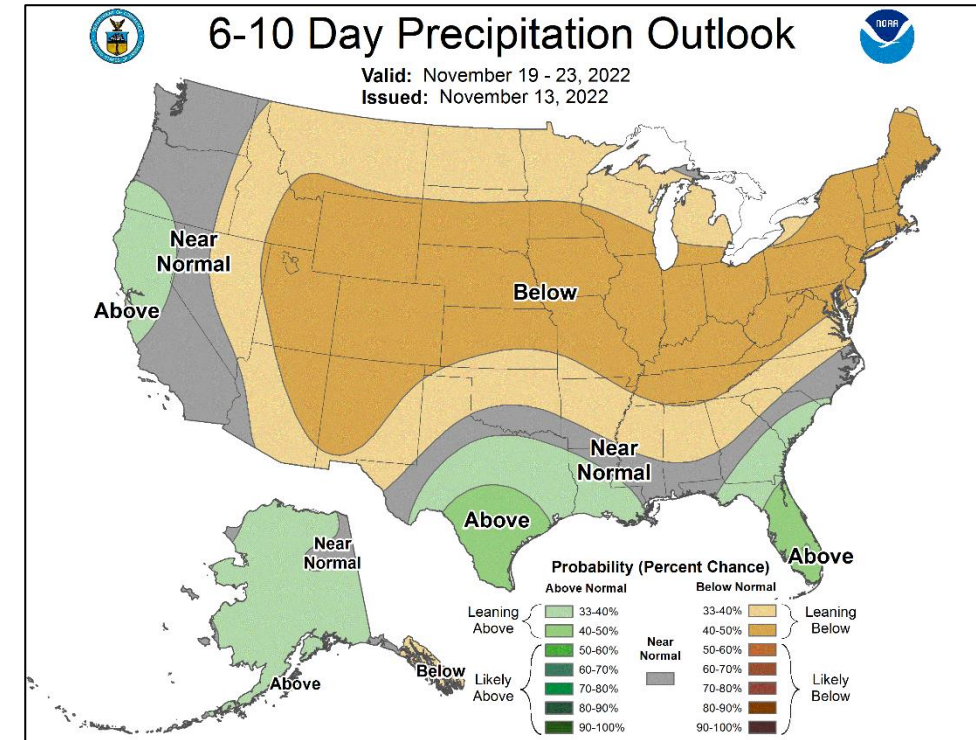 6-10 Day Precipitation Outlook
NOAA
Valid: November 19 - 23, 2022
Issued: November 13, 2022
Near
Normal
Above
Below
Near
Normal
Above
Above
Near
Normal
Above
Below
Probability (Percent Chance)
Above Normal
Below Normal
Leaning
Above
33-40%
40-50%
Likely
Above
50-60%
60-70%
70-80%
80-90%
90-100%
Near
Normal
33-40%
40-50%
Leaning
Below
50-60%
60-70%
70-80%
80-90%
90-100%
Likely
Below